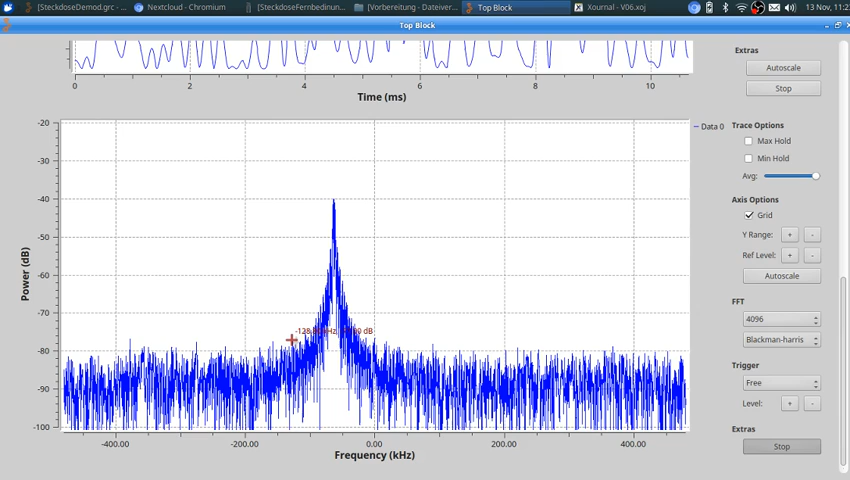 [SteckdoseDemod.grc -
Nextcloud - Chromium
[SteckdoseFernbedinun...
[Vorbereitung - Dateiver...
Top Block
Xournal - V06.xoj
13 Nov, 11:2
Top Block
0
2
4
6
8
10
Time (ms)
Extras
Autoscale
Stop
Data 0
Trace Options
Max Hold
Min Hold
Avg:
Axis Options
Grid
Y Range:
+
-
Ref Level:
+
-
Autoscale
FFT
4096
Blackman-harris
Trigger
Free
Level:
+
-
Extras
Stop
Power (dB)
-20
-30
-40
-50
-60
-70
-80
-90
-100
-400.00
-200.00
0.00
200.00
400.00
Frequency (kHz)